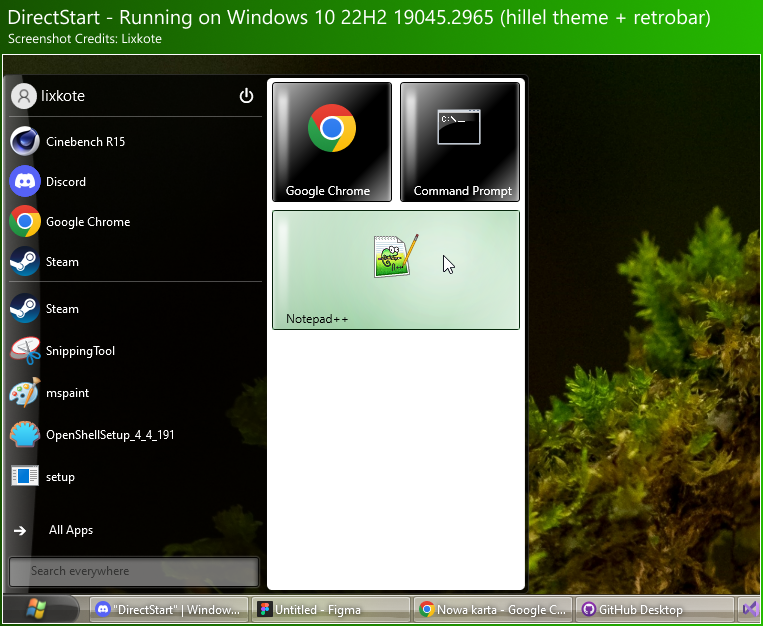 DirectStart - Running on Windows 10 22H2 19045.2965 (hillel theme + retrobar)
Screenshot Credits: Lixkote
lixkote
Cinebench R15
Discord
Google Chrome
Steam
Steam
SnippingTool
mspaint
OpenShellSetup_4_4_191
setup
All Apps
Search everywhere
Google Chrome
C:\_
Command Prompt
Notepad++
"DirectStart" | Window...
Untitled - Figma
Nowa karta - Google C...
GitHub Desktop